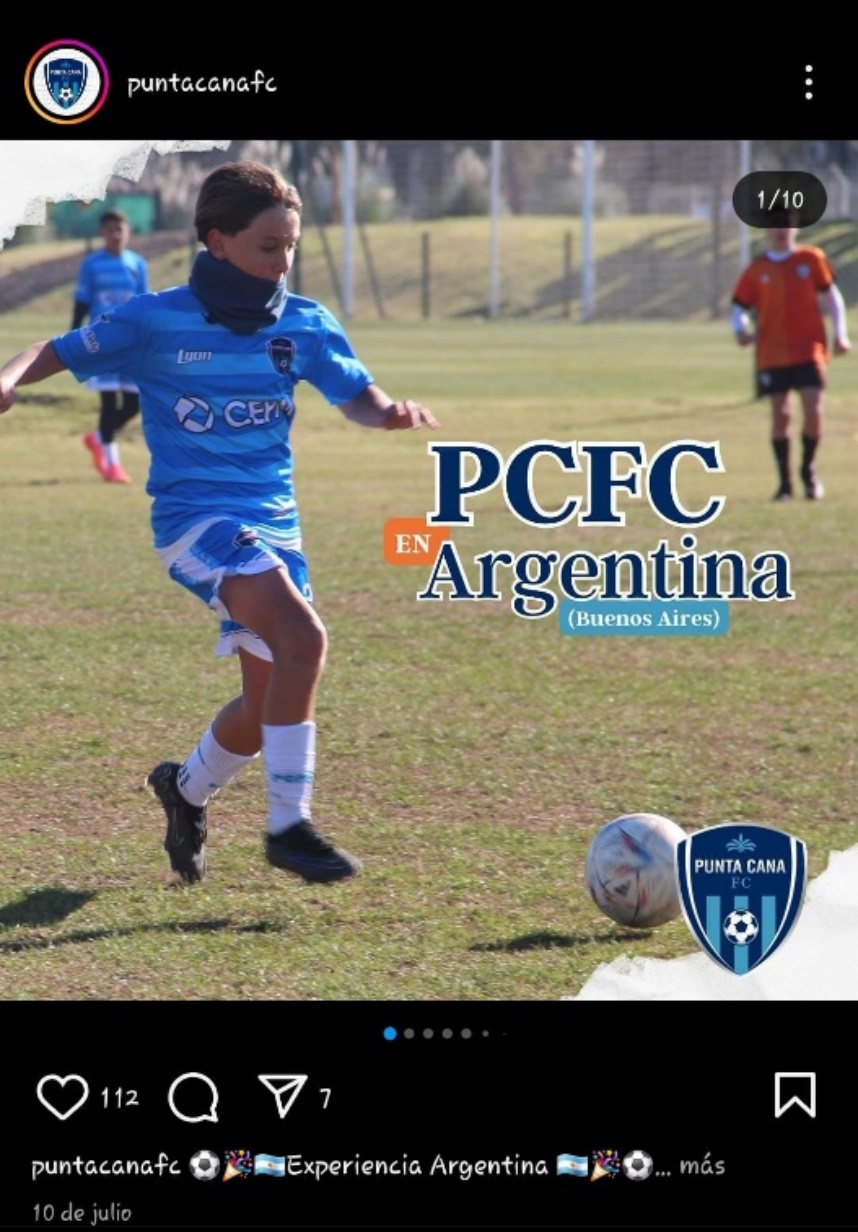 puntacanafc
1/10
Lyon
PCFC
EN
Argentina
(Buenos Aires)
PUNTA CANA
FC
112
7
puntacanafc ⚽🎉🇦🇷Experiencia Argentina 🇦🇷🎉⚽... más
10 de julio